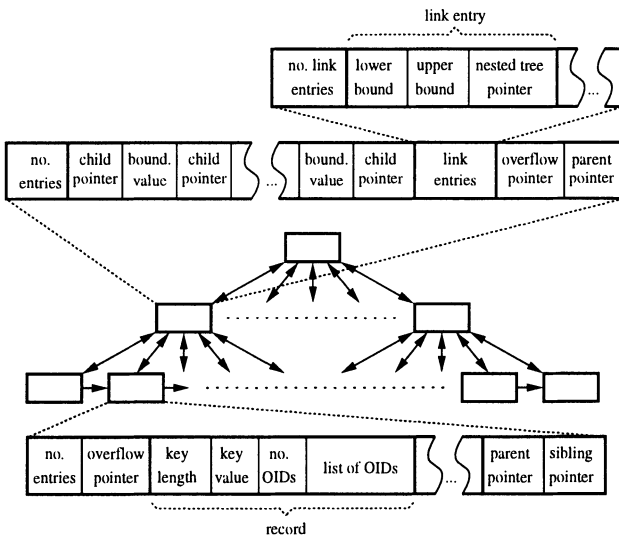 link entry
no. link entries
lower bound
upper bound
nested tree pointer
...
no. entries
child pointer
bound. value
child pointer
...
bound. value
child pointer
link entries
overflow pointer
parent pointer
no. entries
overflow pointer
key length
key value
no. OIDs
list of OIDs
...
parent pointer
sibling pointer
record